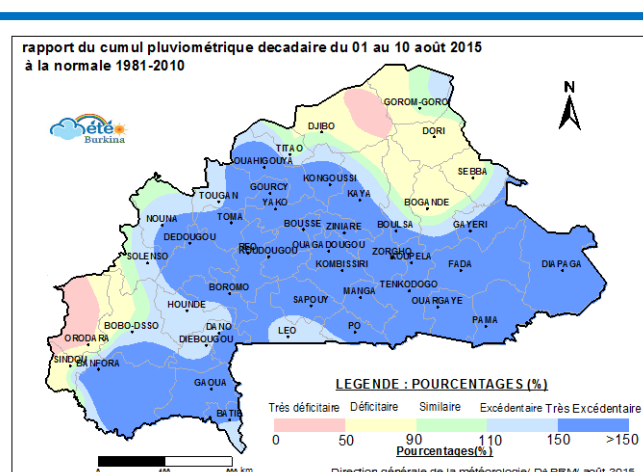 rapport du cumul pluviométrique decadaire du 01 au 10 août 2015
à la normale 1981-2010
N
Météo
Burkina
GOROM-GORO
DJIBO
DORI
TITAO
OUAHIGOUYA
SEBBA
KONGOUSSI
GOURCY
KAYA
TOUGAN
YAKO
BOGANDE
NOUNA
TOMA
BOUSSE
ZINIARE
BOULSA
GAYERI
DEDOUGOU
OUAGADOUGOU
KOUDOUGOU
ZORGHO
KOUPELA
SOLENSO
KOMBISSIRI
FADA
DIAPAGA
BOROMO
TENKODOGO
MANGA
HOUNDE
SAPOUY
OUARGAYE
BOBO-DSSO
DANO
LEO
PO
PAMA
ORODARA
DIEBOUGOU
SINDOU
BANFORA
GAOUA
BATIE
LEGENDE : POURCENTAGES (%)
Très déficitaire Déficitaire Similaire Excédentaire Très Excédentaire
0 50 90 110 150 >150
Pourcentages(%)
0 km
Direction générale de la météorologie/ août 2015